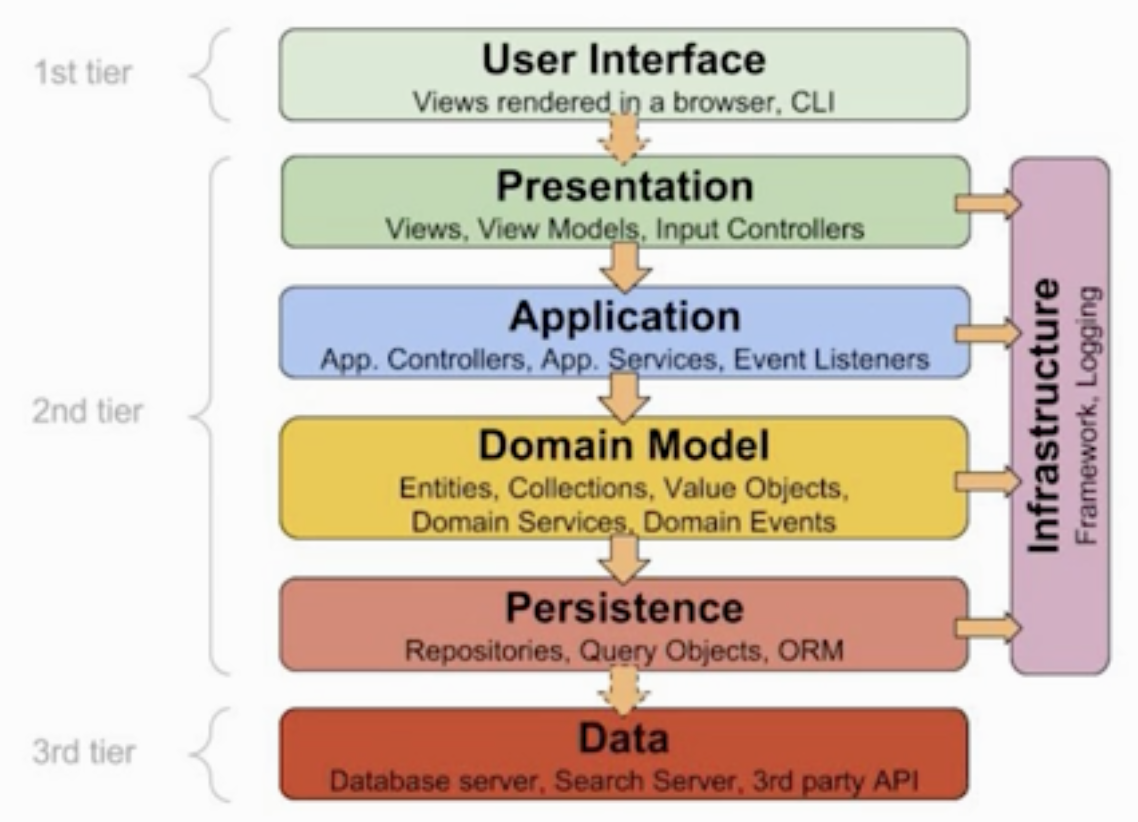 1st tier
User Interface
Views rendered in a browser, CLI
2nd tier
Presentation
Views, View Models, Input Controllers
Application
App. Controllers, App. Services, Event Listeners
Domain Model
Entities, Collections, Value Objects,
Domain Services, Domain Events
Persistence
Repositories, Query Objects, ORM
Infrastructure
Framework, Logging
3rd tier
Data
Database server, Search Server, 3rd party API